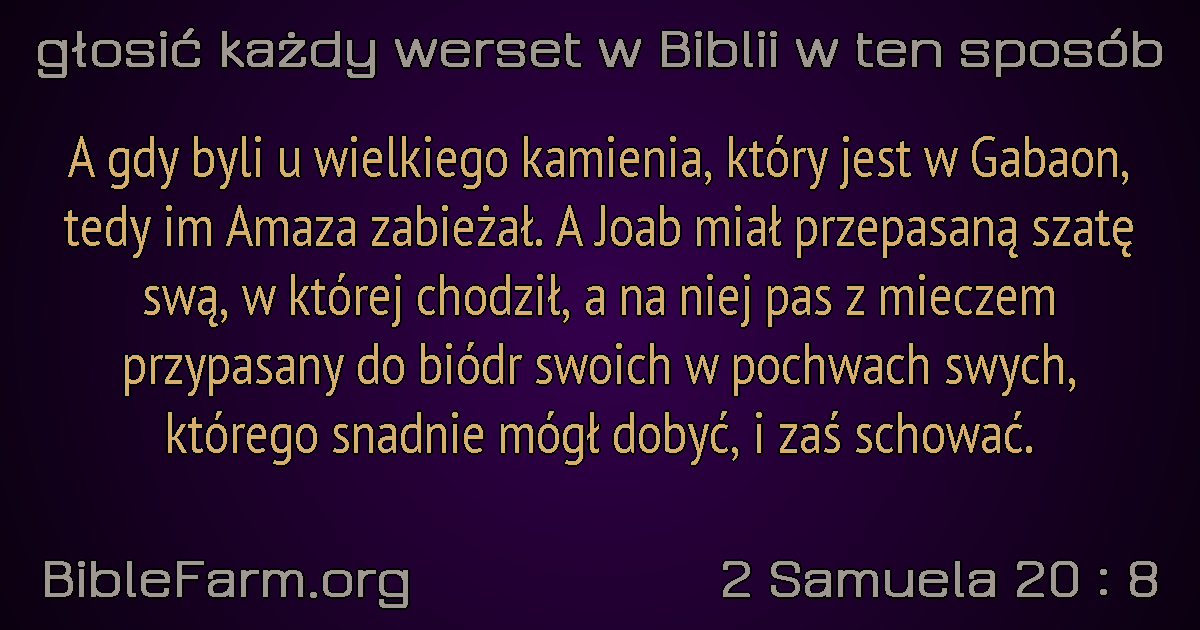 głosić każdy werset w Biblii w ten sposób
A gdy byli u wielkiego kamienia, który jest w Gabaon,
tedy im Amaza zabieżał. A Joab miał przepasaną szatę
swą, w której chodził, a na niej pas z mieczem
przypasany do biódr swoich w pochwach swych,
którego snadnie mógł dobyć, i zaś schować.
BibleFarm.org
2 Samuela 20 : 8